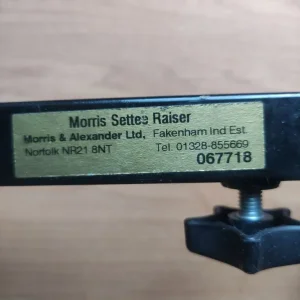 Morris Settee Raiser
Morris & Alexander Ltd, Fakenham Ind Est.
Norfolk NR21 8NT Tel. 01328-855669
067718